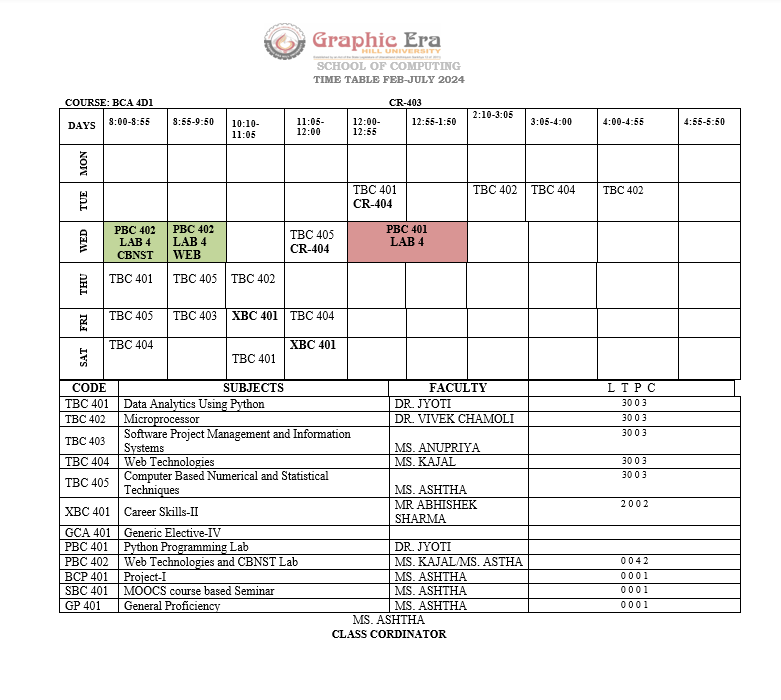 Graphic Era
HILL UNIVERSITY
SCHOOL OF COMPUTING
TIME TABLE FEB-JULY 2024
COURSE: BCA 4D1 CR-403
DAYS 8:00-8:55 8:55-9:50 10:10-11:05 11:05-12:00 12:00-12:55 12:55-1:50 2:10-3:05 3:05-4:00 4:00-4:55 4:55-5:50
MON
TUE TBC 401 CR-404 TBC 402 TBC 404 TBC 402
WED PBC 402 LAB 4 CBNST PBC 402 LAB 4 WEB TBC 405 CR-404 PBC 401 LAB 4
THU TBC 401 TBC 405 TBC 402
FRI TBC 405 TBC 403 XBC 401 TBC 404
SAT TBC 404 TBC 401 XBC 401
CODE SUBJECTS FACULTY L T P C
TBC 401 Data Analytics Using Python DR. JYOTI 3 0 0 3
TBC 402 Microprocessor DR. VIVEK CHAMOLI 3 0 0 3
TBC 403 Software Project Management and Information Systems MS. ANUPRIYA 3 0 0 3
TBC 404 Web Technologies MS. KAJAL 3 0 0 3
TBC 405 Computer Based Numerical and Statistical Techniques MS. ASHTHA 3 0 0 3
XBC 401 Career Skills-II MR ABHISHEK SHARMA 2 0 0 2
GCA 401 Generic Elective-IV
PBC 401 Python Programming Lab DR. JYOTI
PBC 402 Web Technologies and CBNST Lab MS. KAJAL/MS. ASTHA 0 0 4 2
BCP 401 Project-I MS. ASHTHA 0 0 0 1
SBC 401 MOOCS course based Seminar MS. ASHTHA 0 0 0 1
GP 401 General Proficiency MS. ASHTHA 0 0 0 1
MS. ASHTHA
CLASS CORDINATOR